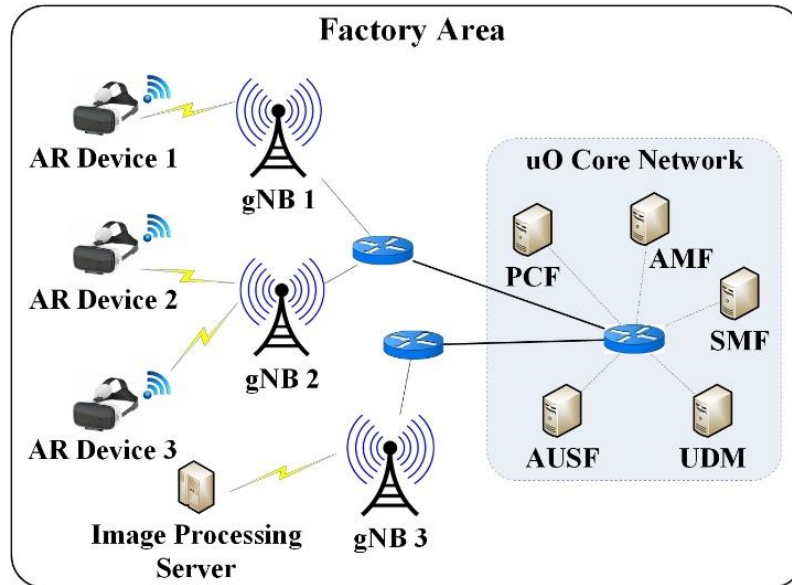 Factory Area
AR Device 1
gNB 1
AR Device 2
gNB 2
AR Device 3
Image Processing
Server
gNB 3
uO Core Network
PCF
AMF
SMF
AUSF
UDM